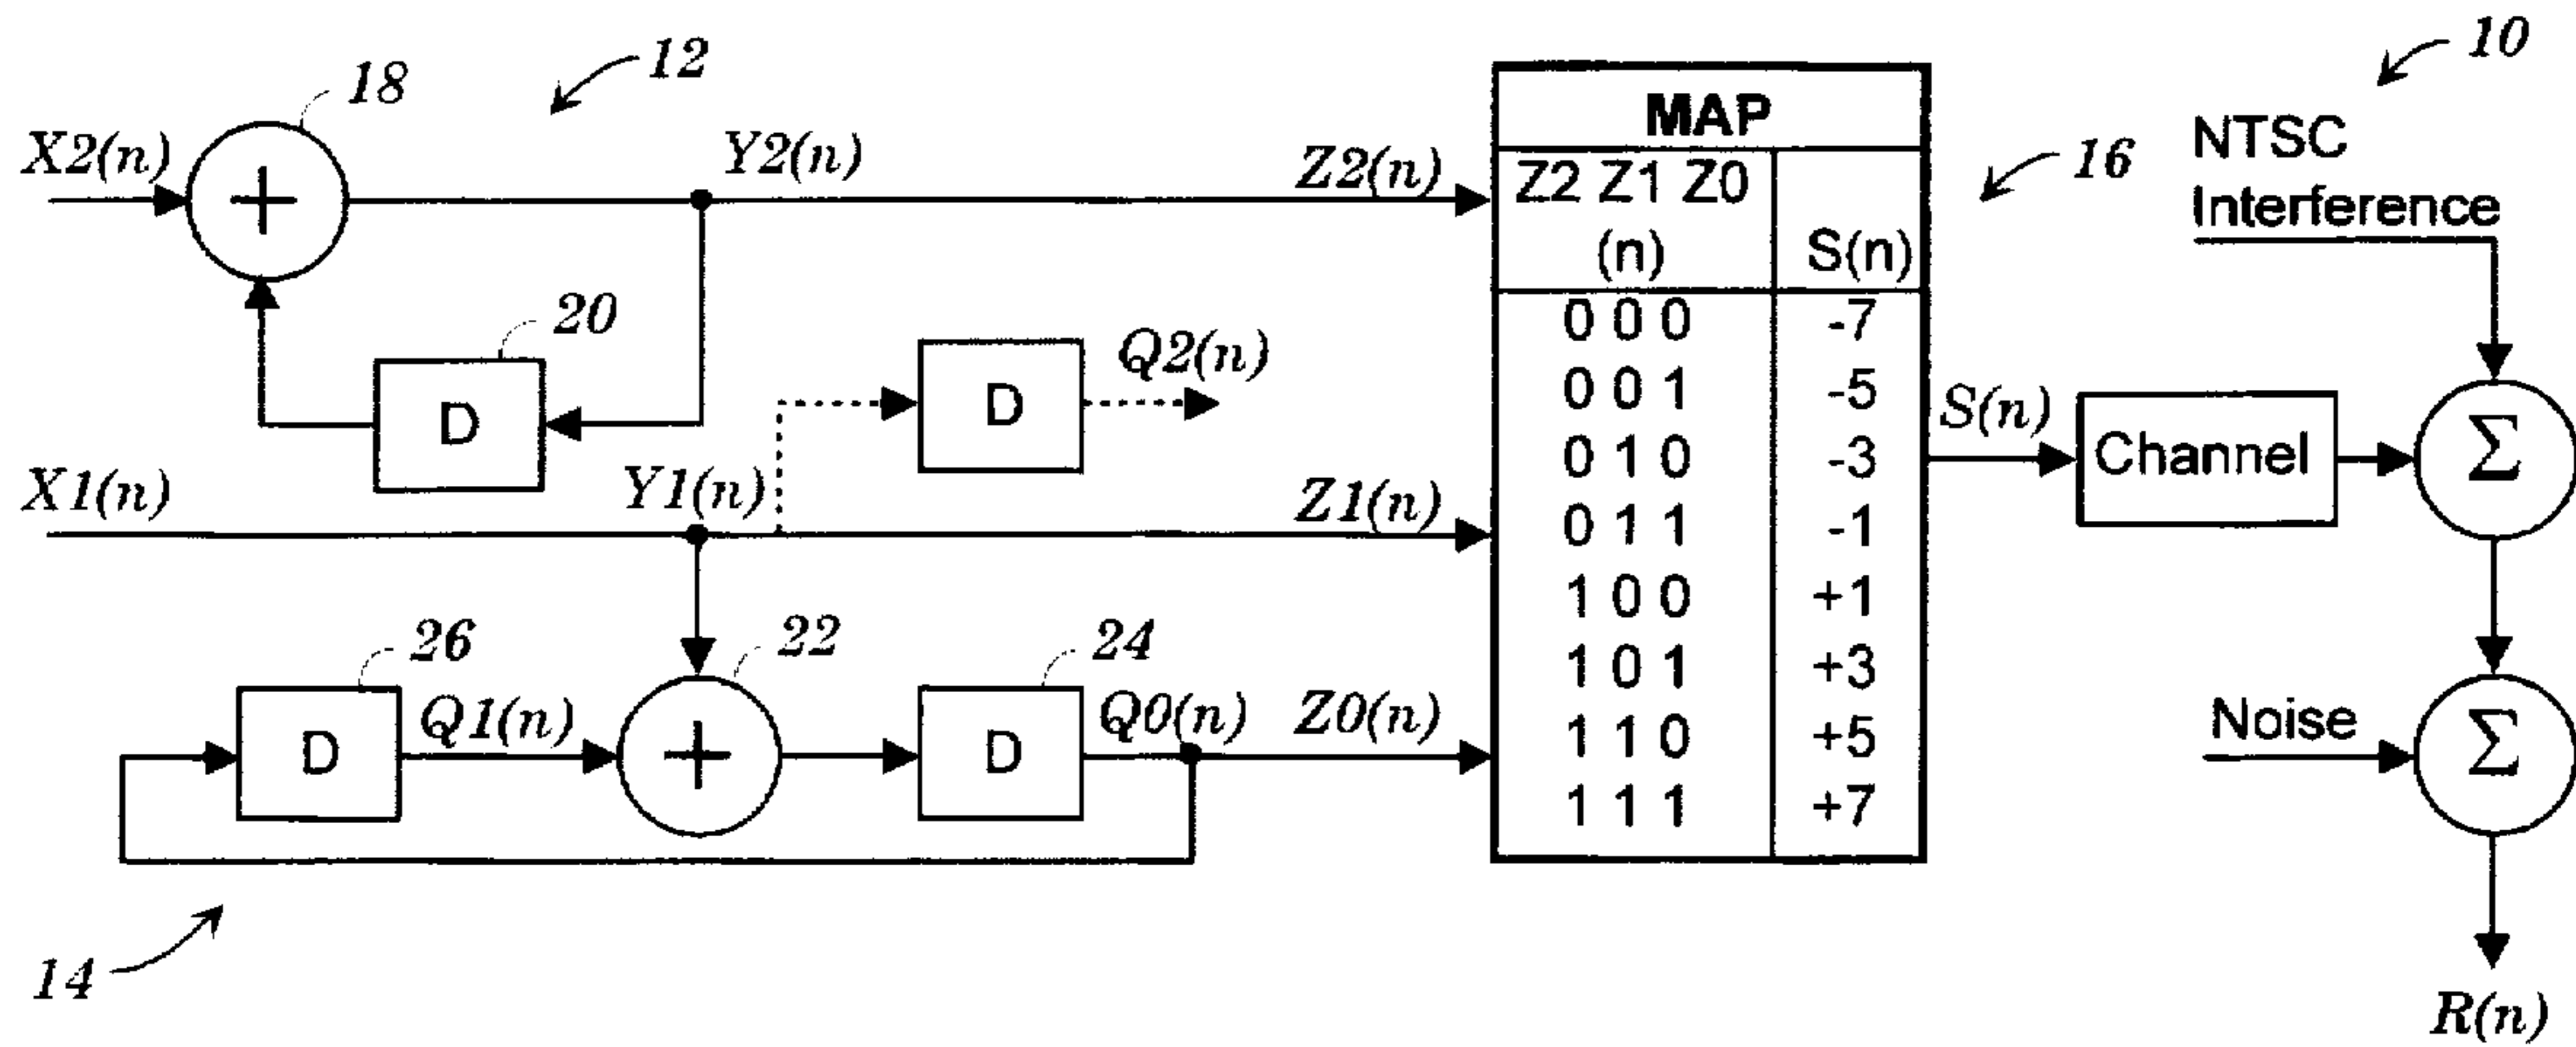 10
12
18
X2(n)
Y2(n)
Z2(n)
MAP
Z2 Z1 Z0
(n)
S(n)
0 0 0 -7
0 0 1 -5
0 1 0 -3
0 1 1 -1
1 0 0 +1
1 0 1 +3
1 1 0 +5
1 1 1 +7
16
NTSC
Interference
20
D
D
Q2(n)
X1(n)
Y1(n)
Z1(n)
S(n)
Channel
Σ
26
D
Q1(n)
22
24
D
Q0(n)
Z0(n)
Noise
Σ
14
R(n)